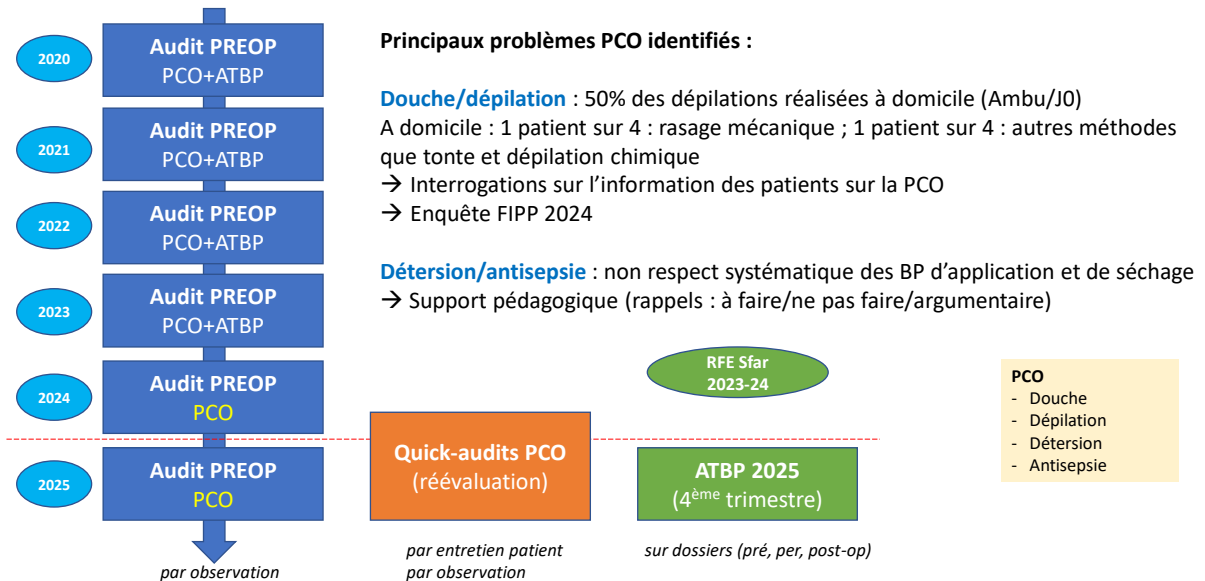 2020
Audit PREOP
PCO+ATBP
2021
Audit PREOP
PCO+ATBP
2022
Audit PREOP
PCO+ATBP
2023
Audit PREOP
PCO+ATBP
2024
Audit PREOP
PCO
2025
Audit PREOP
PCO
par observation
Principaux problèmes PCO identifiés :
Douche/dépilation : 50% des dépilations réalisées à domicile (Ambu/J0)
A domicile : 1 patient sur 4 : rasage mécanique ; 1 patient sur 4 : autres méthodes
que tonte et dépilation chimique
→ Interrogations sur l’information des patients sur la PCO
→ Enquête FIPP 2024
Détersion/antisepsie : non respect systématique des BP d’application et de séchage
→ Support pédagogique (rappels : à faire/ne pas faire/argumentaire)
RFE Sfar
2023-24
Quick-audits PCO
(réévaluation)
par entretien patient
par observation
ATBP 2025
(4ème trimestre)
sur dossiers (pré, per, post-op)
PCO
- Douche
- Dépilation
- Détersion
- Antisepsie